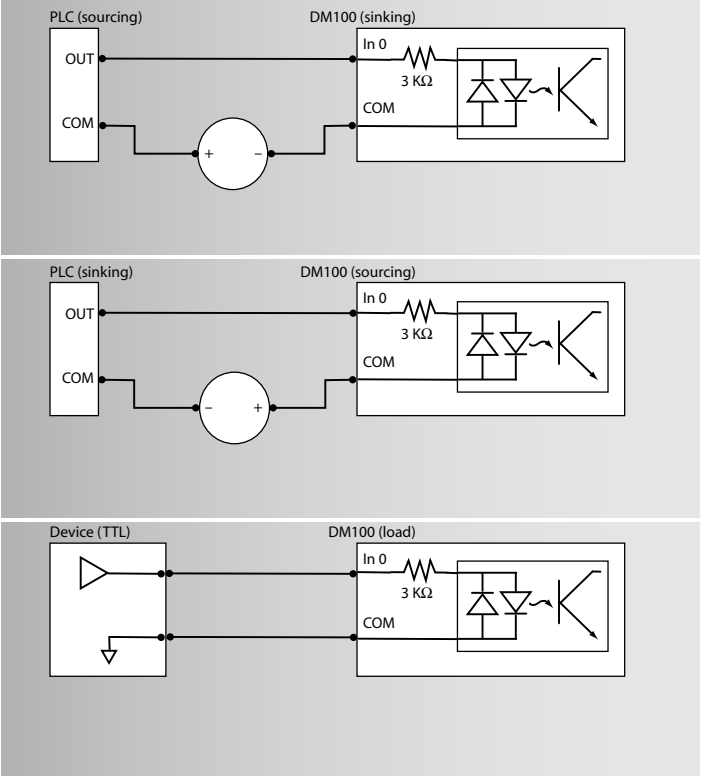 PLC (sourcing) DM100 (sinking)
OUT In 0
3 KΩ
COM COM
+ –
PLC (sinking) DM100 (sourcing)
OUT In 0
3 KΩ
COM COM
– +
Device (TTL) DM100 (load)
In 0
3 KΩ
COM